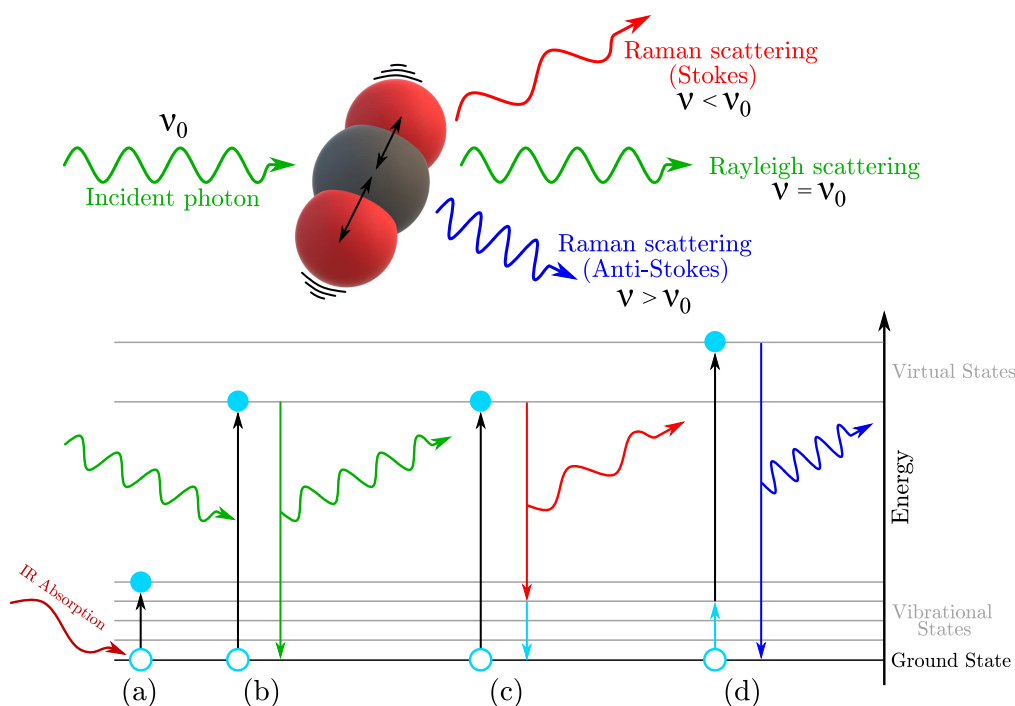 ν₀
Incident photon
Raman scattering
(Stokes)
ν < ν₀
Rayleigh scattering
ν = ν₀
Raman scattering
(Anti-Stokes)
ν > ν₀
Virtual States
Energy
IR Absorption
Vibrational
States
Ground State
(a)
(b)
(c)
(d)